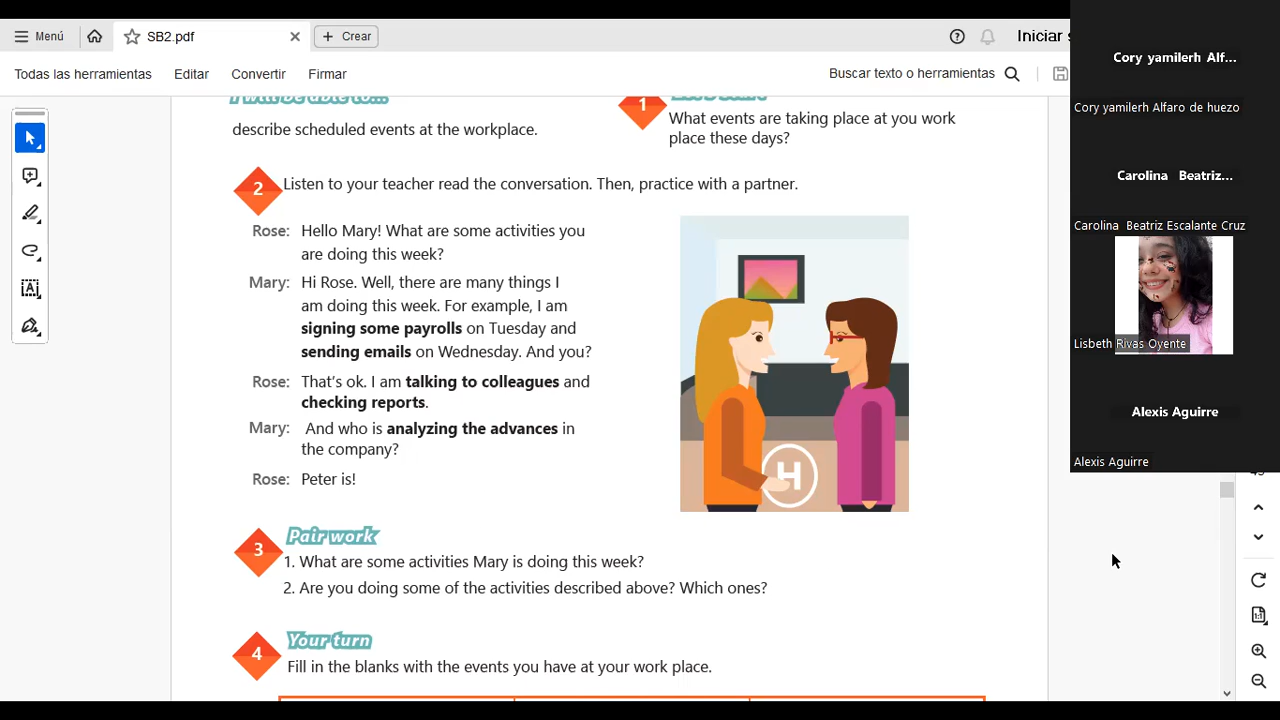 Menú
SB2.pdf
Crear
Iniciar s
Todas las herramientas
Editar
Convertir
Firmar
Buscar texto o herramientas
I will be able to...
describe scheduled events at the workplace.
1
What events are taking place at you work
place these days?
2
Listen to your teacher read the conversation. Then, practice with a partner.
Rose: Hello Mary! What are some activities you
are doing this week?
Mary: Hi Rose. Well, there are many things I
am doing this week. For example, I am
signing some payrolls on Tuesday and
sending emails on Wednesday. And you?
Rose: That's ok. I am talking to colleagues and
checking reports.
Mary: And who is analyzing the advances in
the company?
Rose: Peter is!
H
3
Pair work
1. What are some activities Mary is doing this week?
2. Are you doing some of the activities described above? Which ones?
4
Your turn
Fill in the blanks with the events you have at your work place.
Cory yamilerh Alf...
Cory yamilerh Alfaro de huezo
Carolina Beatriz...
Carolina Beatriz Escalante Cruz
Lisbeth Rivas Oyente
Alexis Aguirre
Alexis Aguirre